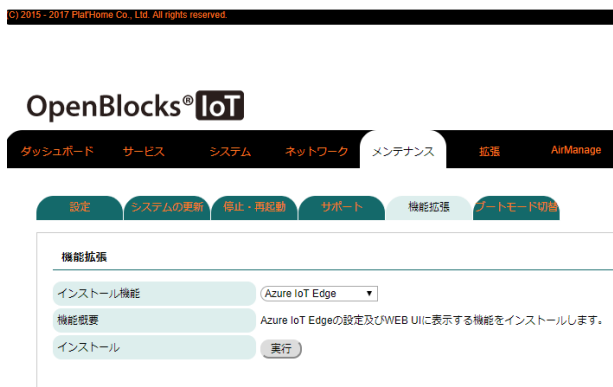 (C) 2015 - 2017 Plat'Home Co., Ltd. All rights reserved.
OpenBlocks® IoT
ダッシュボード サービス システム ネットワーク メンテナンス 拡張 AirManage
設定 システムの更新 停止・再起動 サポート 機能拡張 ブートモード切替
機能拡張
インストール機能 Azure IoT Edge
機能概要 Azure IoT Edgeの設定及びWEB UIに表示する機能をインストールします。
インストール 実行